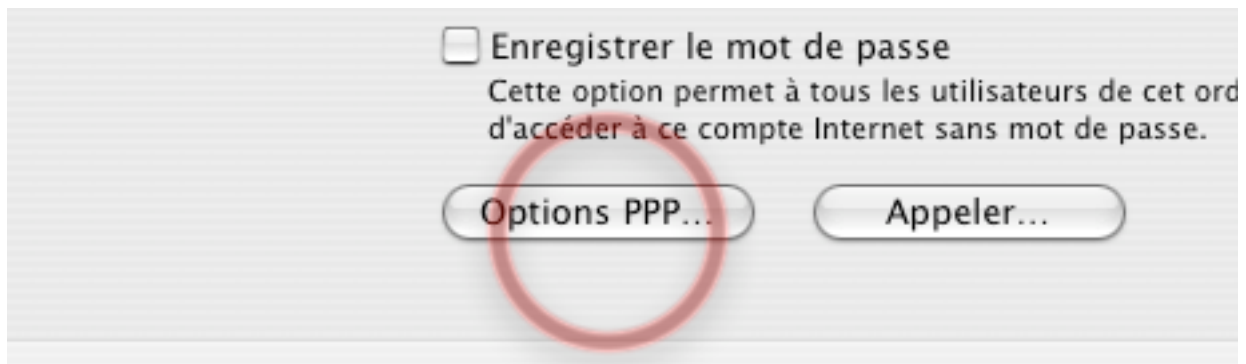 Enregistrer le mot de passe
Cette option permet à tous les utilisateurs de cet ord
d'accéder à ce compte Internet sans mot de passe.
Options PPP... Appeler...